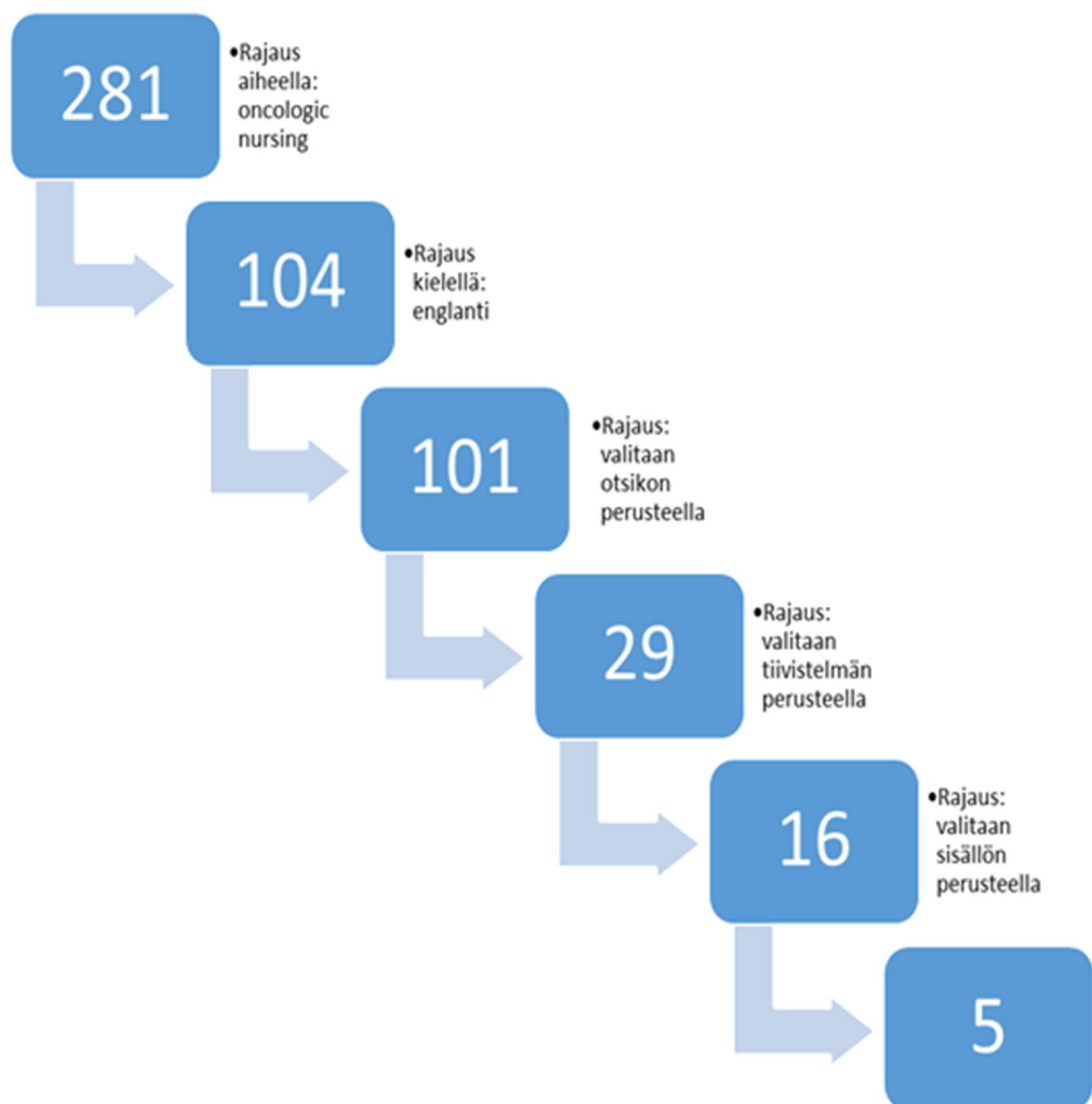 281
•Rajaus
aiheella:
oncologic
nursing
104
•Rajaus
kielellä:
englanti
101
•Rajaus:
valitaan
otsikon
perusteella
29
•Rajaus:
valitaan
tiivistelmän
perusteella
16
•Rajaus:
valitaan
sisällön
perusteella
5